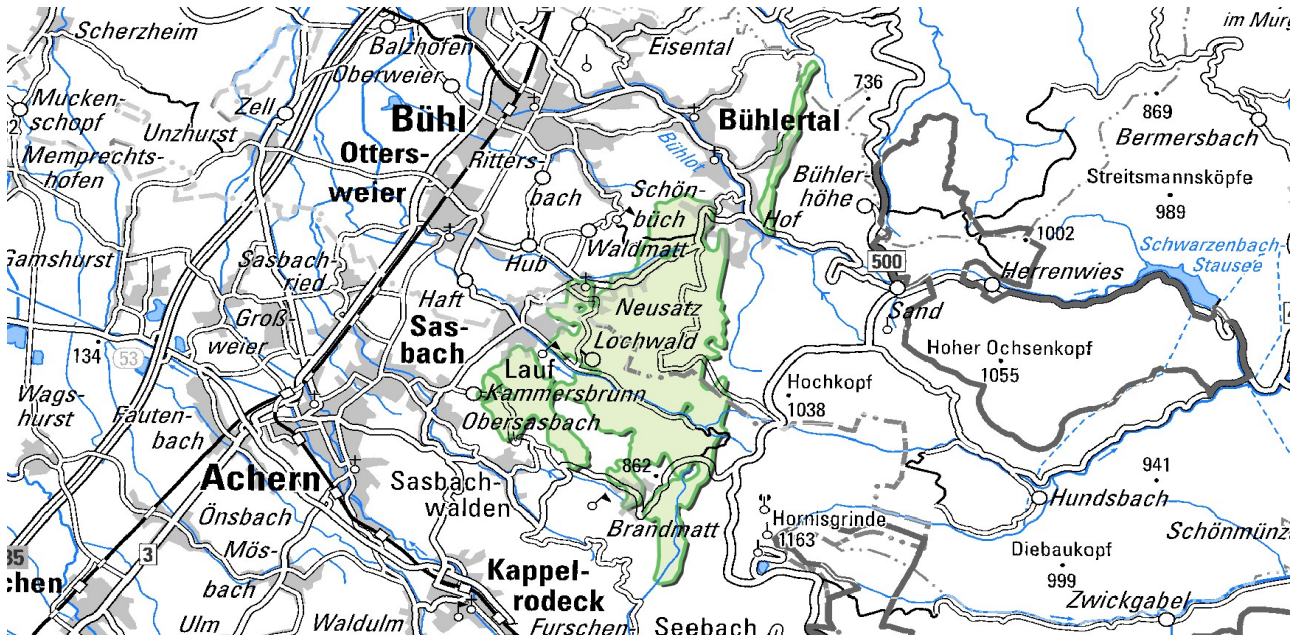 Scherzheim
Balzhofen
Eisental
im Murg
Oberweier
736
Mucken-
schopf
Zell
Bühl
Bühlertal
869
Bermersbach
2
Unzhurst
Otters-
weier
Ritters-
bach
Bühlot
Memprechts-
hofen
Schön-
büch
Bühler-
höhe
Streitsmannsköpfe
989
Waldmatt
Hof
1002
Gamshurst
Sasbach-
ried
Hub
500
Herrenwies
Schwarzenbach-
Stausee
Haft
Neusatz
Sand
Groß-
weier
Sas-
bach
Lochwald
134
53
Lauf
Hoher Ochsenkopf
1055
Wags-
hurst
Kammersbrunn
Hochkopf
1038
Fauten-
bach
Obersasbach
Achern
862
941
Sasbach-
walden
Hundsbach
Önsbach
Brandmatt
Hornisgrinde
1163
Schönmünz
35
3
Mös-
bach
Diebaukopf
999
chen
Kappel-
rodeck
Zwickgabel
Ulm
Waldulm
Furschen-
Seebach